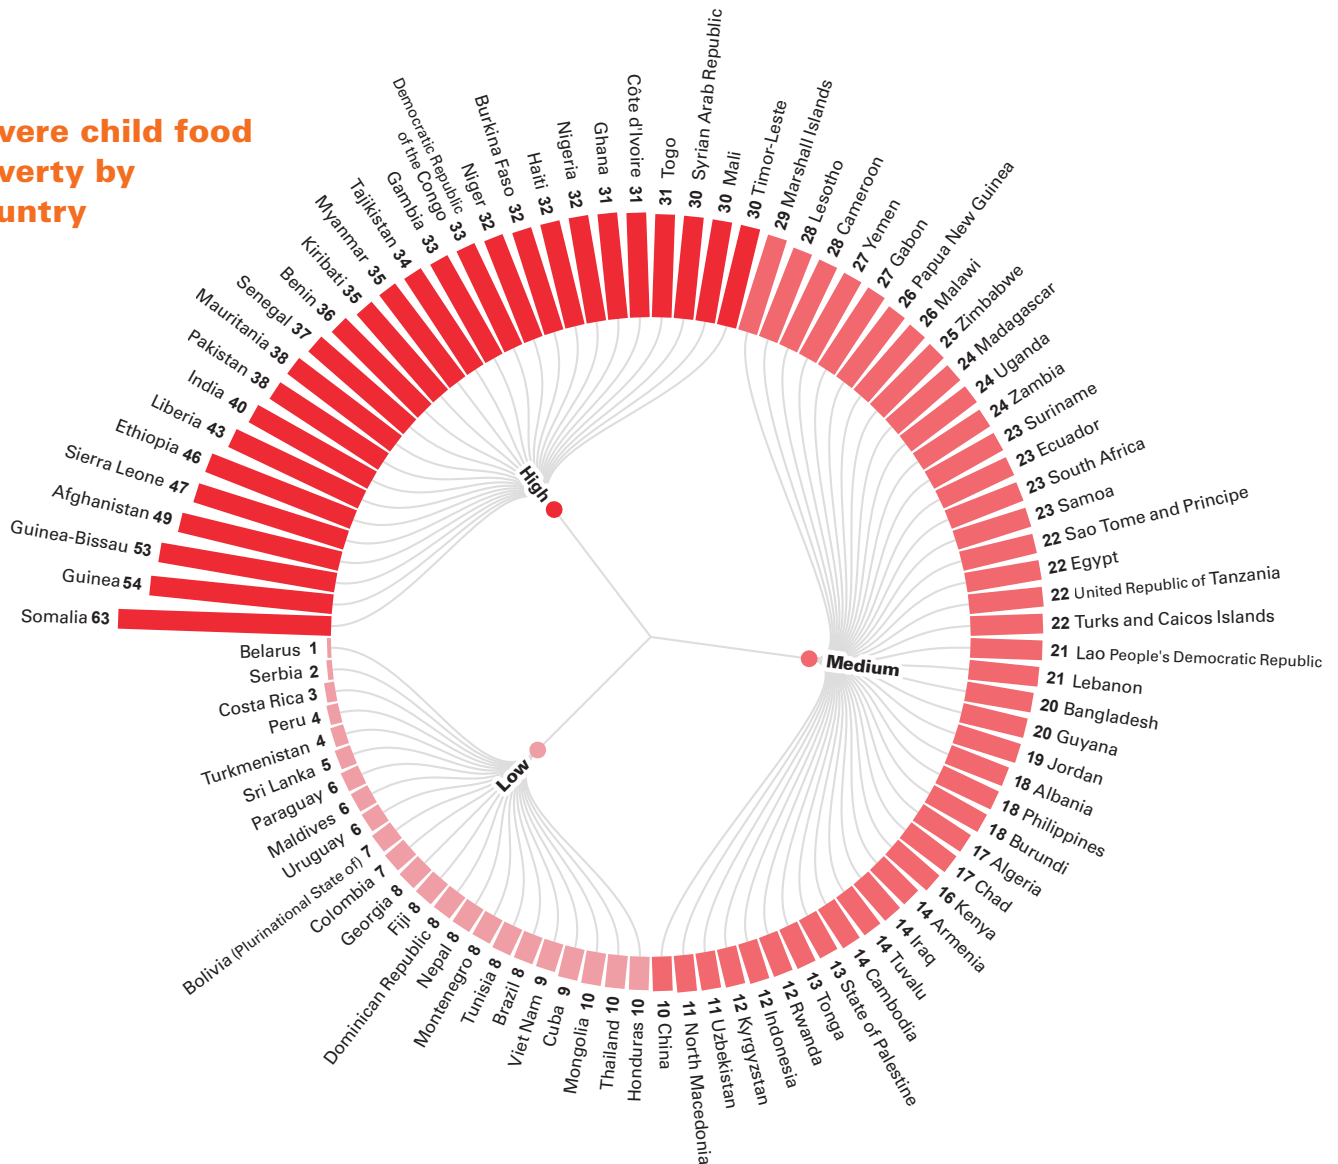 vere child food
verty by
untry
Somalia 63
Guinea 54
Guinea-Bissau 53
Afghanistan 49
Sierra Leone 47
Ethiopia 46
Liberia 43
India 40
Pakistan 38
Mauritania 38
Senegal 37
Benin 36
Kiribati 35
Myanmar 35
Tajikistan 34
Gambia 33
Democratic Republic
of the Congo 33
Niger 32
Burkina Faso 32
Haiti 32
Nigeria 32
Ghana 31
Côte d'Ivoire 31
31 Togo
30 Syrian Arab Republic
30 Mali
30 Timor-Leste
29 Marshall Islands
28 Lesotho
28 Cameroon
27 Yemen
27 Gabon
26 Papua New Guinea
26 Malawi
25 Zimbabwe
24 Madagascar
24 Uganda
24 Zambia
23 Suriname
23 Ecuador
23 South Africa
23 Samoa
22 Sao Tome and Principe
22 Egypt
22 United Republic of Tanzania
22 Turks and Caicos Islands
21 Lao People's Democratic Republic
21 Lebanon
20 Bangladesh
20 Guyana
19 Jordan
18 Albania
18 Philippines
18 Burundi
17 Algeria
17 Chad
16 Kenya
14 Armenia
14 Iraq
14 Tuvalu
14 Cambodia
13 State of Palestine
13 Tonga
12 Rwanda
12 Indonesia
12 Kyrgyzstan
11 Uzbekistan
11 North Macedonia
10 China
Honduras 10
Thailand 10
Mongolia 10
Cuba 9
Viet Nam 9
Brazil 8
Tunisia 8
Montenegro 8
Nepal 8
Dominican Republic 8
Fiji 8
Georgia 8
Colombia 7
Bolivia (Plurinational State of) 7
Uruguay 6
Maldives 6
Paraguay 6
Sri Lanka 5
Turkmenistan 4
Peru 4
Costa Rica 3
Serbia 2
Belarus 1
High
Medium
Low